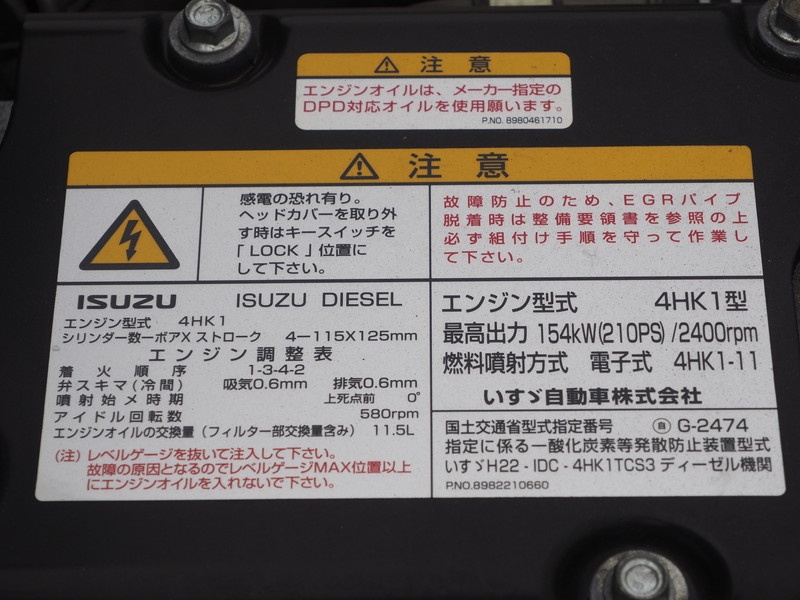 注意
エンジンオイルは、メーカー指定の
DPD対応オイルを使用願います。
P.NO. 8980461710
注意
感電の恐れ有り。
ヘッドカバーを取り外
す時はキースイッチを
「LOCK」位置に
して下さい。
故障防止のため、EGRパイプ
脱着時は整備要領書を参照の上
必ず組付け手順を守って作業し
て下さい。
ISUZU ISUZU DIESEL
エンジン型式 4HK1
シリンダー数ーボアX ストローク 4ー115X125mm
エンジン調整表
着火順序 1-3-4-2
弁スキマ(冷間) 吸気0.6mm 排気0.6mm
噴射始メ時期 上死点前 0°
アイドル回転数 580rpm
エンジンオイルの交換量(フィルター部交換量含み) 11.5L
(注)レベルゲージを抜いて注入して下さい。
故障の原因となるのでレベルゲージMAX位置以上
にエンジンオイルを入れないで下さい。
エンジン型式 4HK1型
最高出力 154kW(210PS)/2400rpm
燃料噴射方式 電子式 4HK1-11
いすゞ自動車株式会社
国土交通省型式指定番号 自 G-2474
指定に係る一酸化炭素等発散防止装置型式
いすゞH22-IDC-4HK1TCS3 ディーゼル機関
P.NO.8982210660